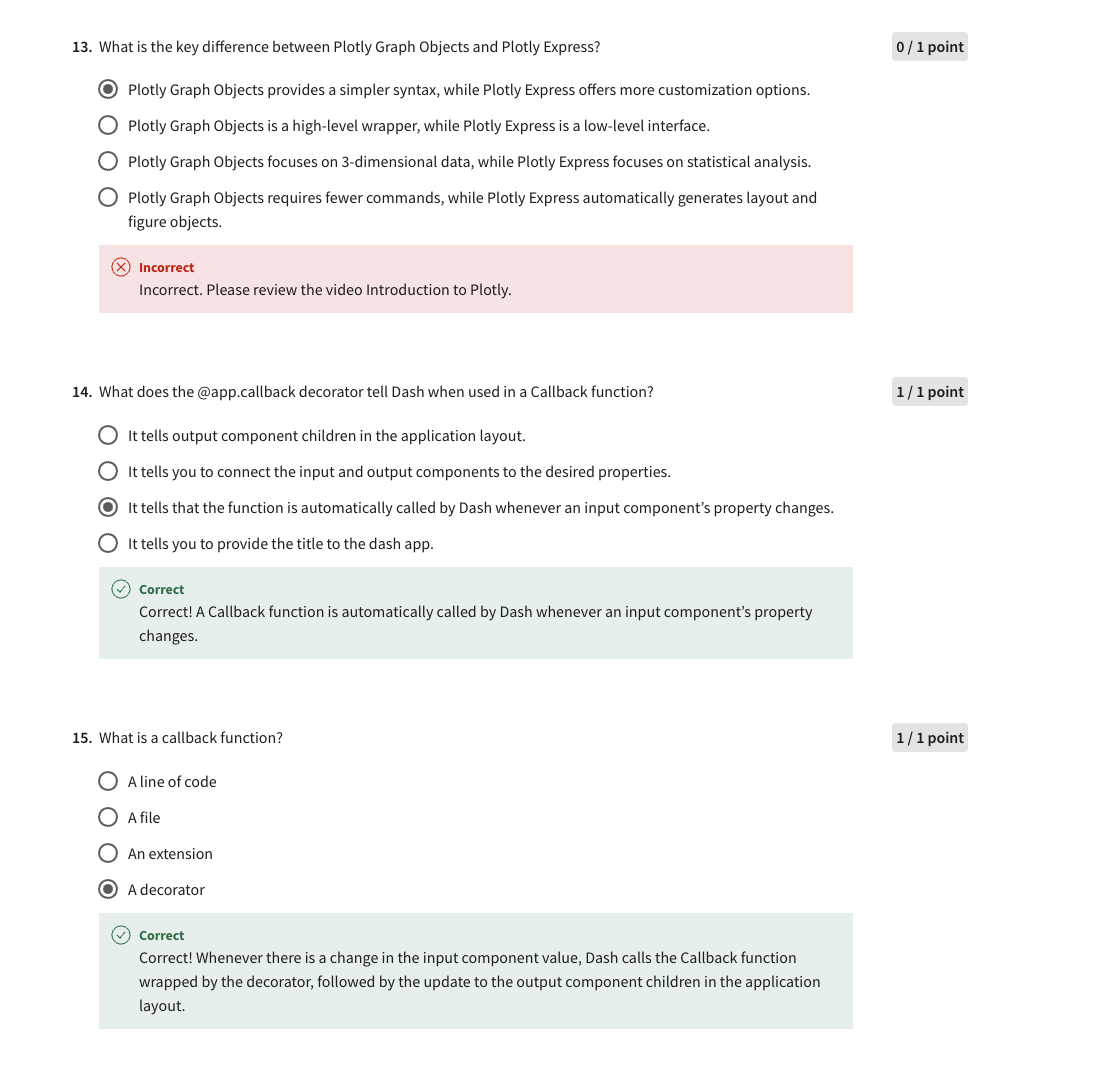 13. What is the key difference between Plotly Graph Objects and Plotly Express?
0 / 1 point
Plotly Graph Objects provides a simpler syntax, while Plotly Express offers more customization options.
Plotly Graph Objects is a high-level wrapper, while Plotly Express is a low-level interface.
Plotly Graph Objects focuses on 3-dimensional data, while Plotly Express focuses on statistical analysis.
Plotly Graph Objects requires fewer commands, while Plotly Express automatically generates layout and
figure objects.
Incorrect
Incorrect. Please review the video Introduction to Plotly.
14. What does the @app.callback decorator tell Dash when used in a Callback function?
1 / 1 point
It tells output component children in the application layout.
It tells you to connect the input and output components to the desired properties.
It tells that the function is automatically called by Dash whenever an input component’s property changes.
It tells you to provide the title to the dash app.
Correct
Correct! A Callback function is automatically called by Dash whenever an input component’s property
changes.
15. What is a callback function?
1 / 1 point
A line of code
A file
An extension
A decorator
Correct
Correct! Whenever there is a change in the input component value, Dash calls the Callback function
wrapped by the decorator, followed by the update to the output component children in the application
layout.